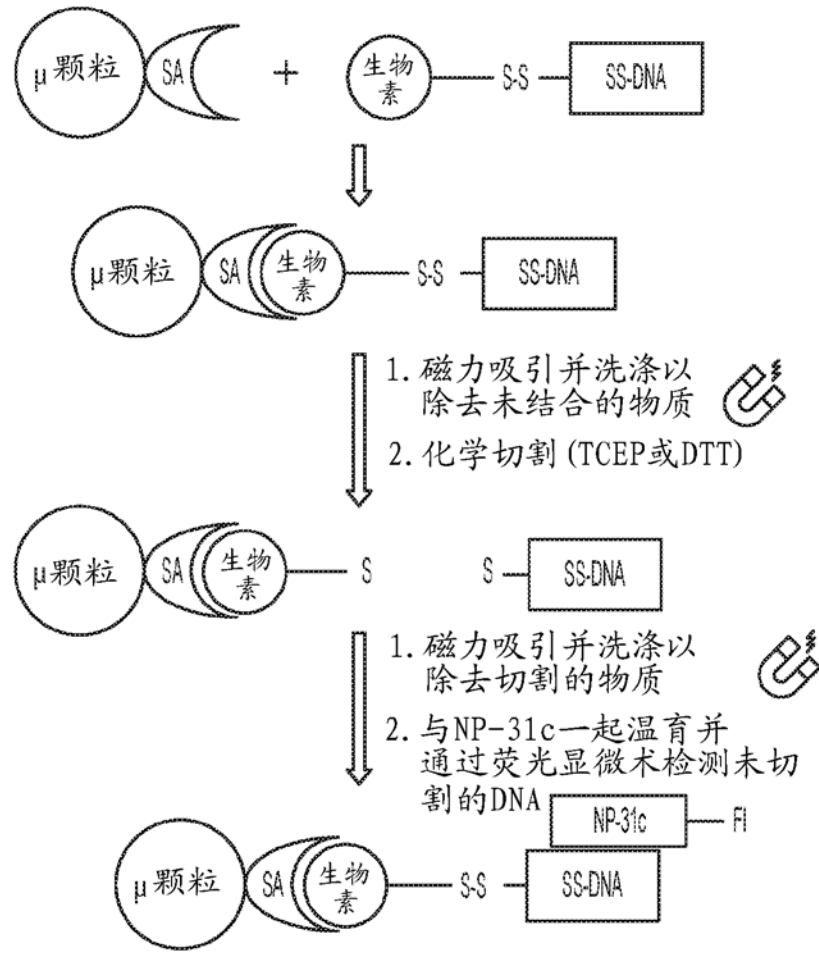 μ颗粒 SA + 生物素 S-S SS-DNA
μ颗粒 SA 生物素 S-S SS-DNA
1. 磁力吸引并洗涤以
除去未结合的物质
2. 化学切割 (TCEP或DTT)
μ颗粒 SA 生物素 S S SS-DNA
1. 磁力吸引并洗涤以
除去切割的物质
2. 与NP-31c一起温育并
通过荧光显微术检测未切
割的DNA
NP-31c Fl
μ颗粒 SA 生物素 S-S SS-DNA